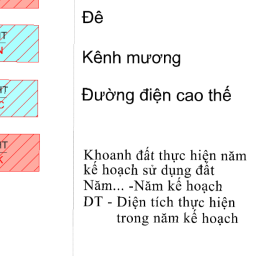 Đê
Kênh mương
Đường điện cao thế
Khoanh đất thực hiện năm
kế hoạch sử dụng đất
Năm... -Năm kế hoạch
DT - Diện tích thực hiện
trong năm kế hoạch